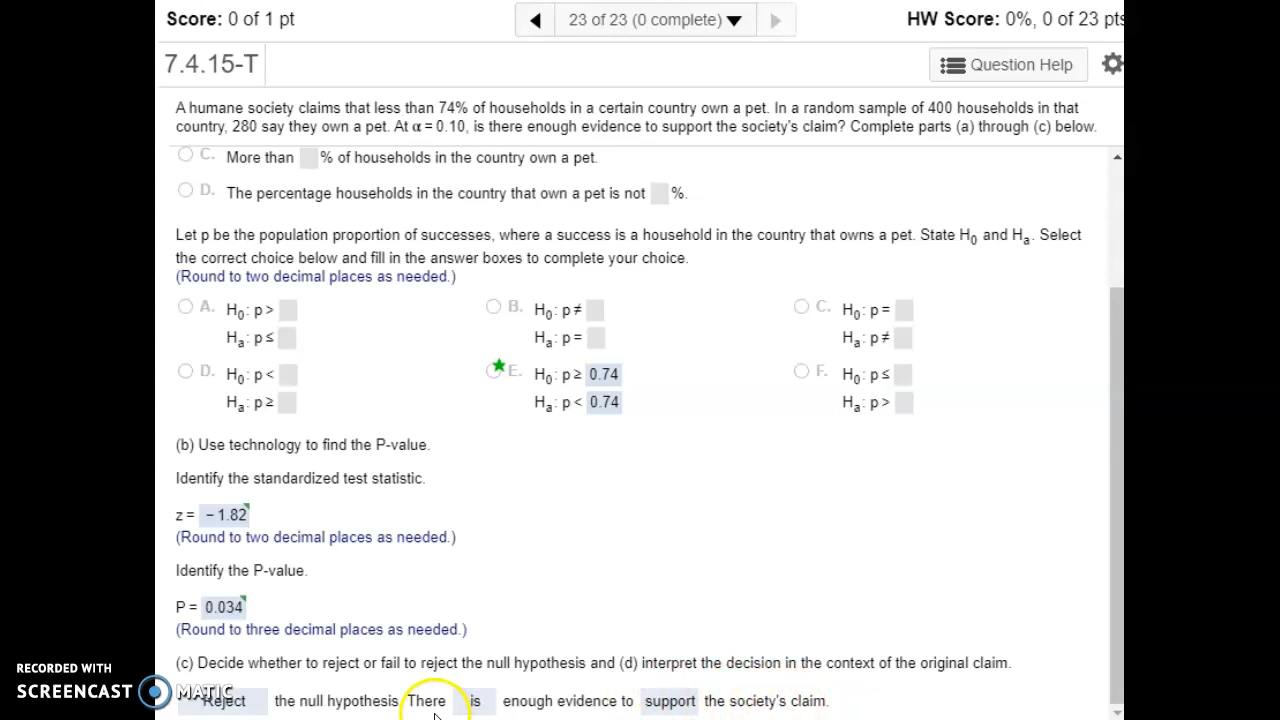 Score: 0 of 1 pt
23 of 23 (0 complete)
HW Score: 0%, 0 of 23 pts
7.4.15-T
Question Help
A humane society claims that less than 74% of households in a certain country own a pet. In a random sample of 400 households in that
country, 280 say they own a pet. At α = 0.10, is there enough evidence to support the society's claim? Complete parts (a) through (c) below.
C. More than % of households in the country own a pet.
D. The percentage households in the country that own a pet is not %.
Let p be the population proportion of successes, where a success is a household in the country that owns a pet. State H0 and Ha. Select
the correct choice below and fill in the answer boxes to complete your choice.
(Round to two decimal places as needed.)
A. H0: p > B. H0: p ≠ C. H0: p =
Ha: p ≤ Ha: p = Ha: p ≠
D. H0: p < E. H0: p ≥ 0.74 F. H0: p ≤
Ha: p ≥ Ha: p < 0.74 Ha: p >
(b) Use technology to find the P-value.
Identify the standardized test statistic.
z = − 1.82
(Round to two decimal places as needed.)
Identify the P-value.
P = 0.034
(Round to three decimal places as needed.)
(c) Decide whether to reject or fail to reject the null hypothesis and (d) interpret the decision in the context of the original claim.
Reject the null hypothesis. There is enough evidence to support the society's claim.
RECORDED WITH
SCREENCAST MATIC